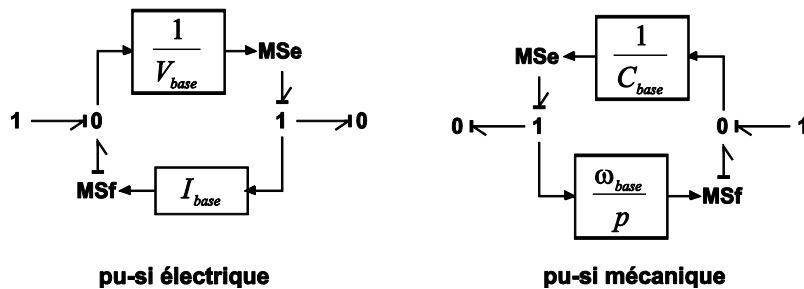 1
V_base
MSe
1 0 1 0
MSf
I_base
pu-si électrique
MSe
1
C_base
0 1 0 1
ω_base
p
MSf
pu-si mécanique